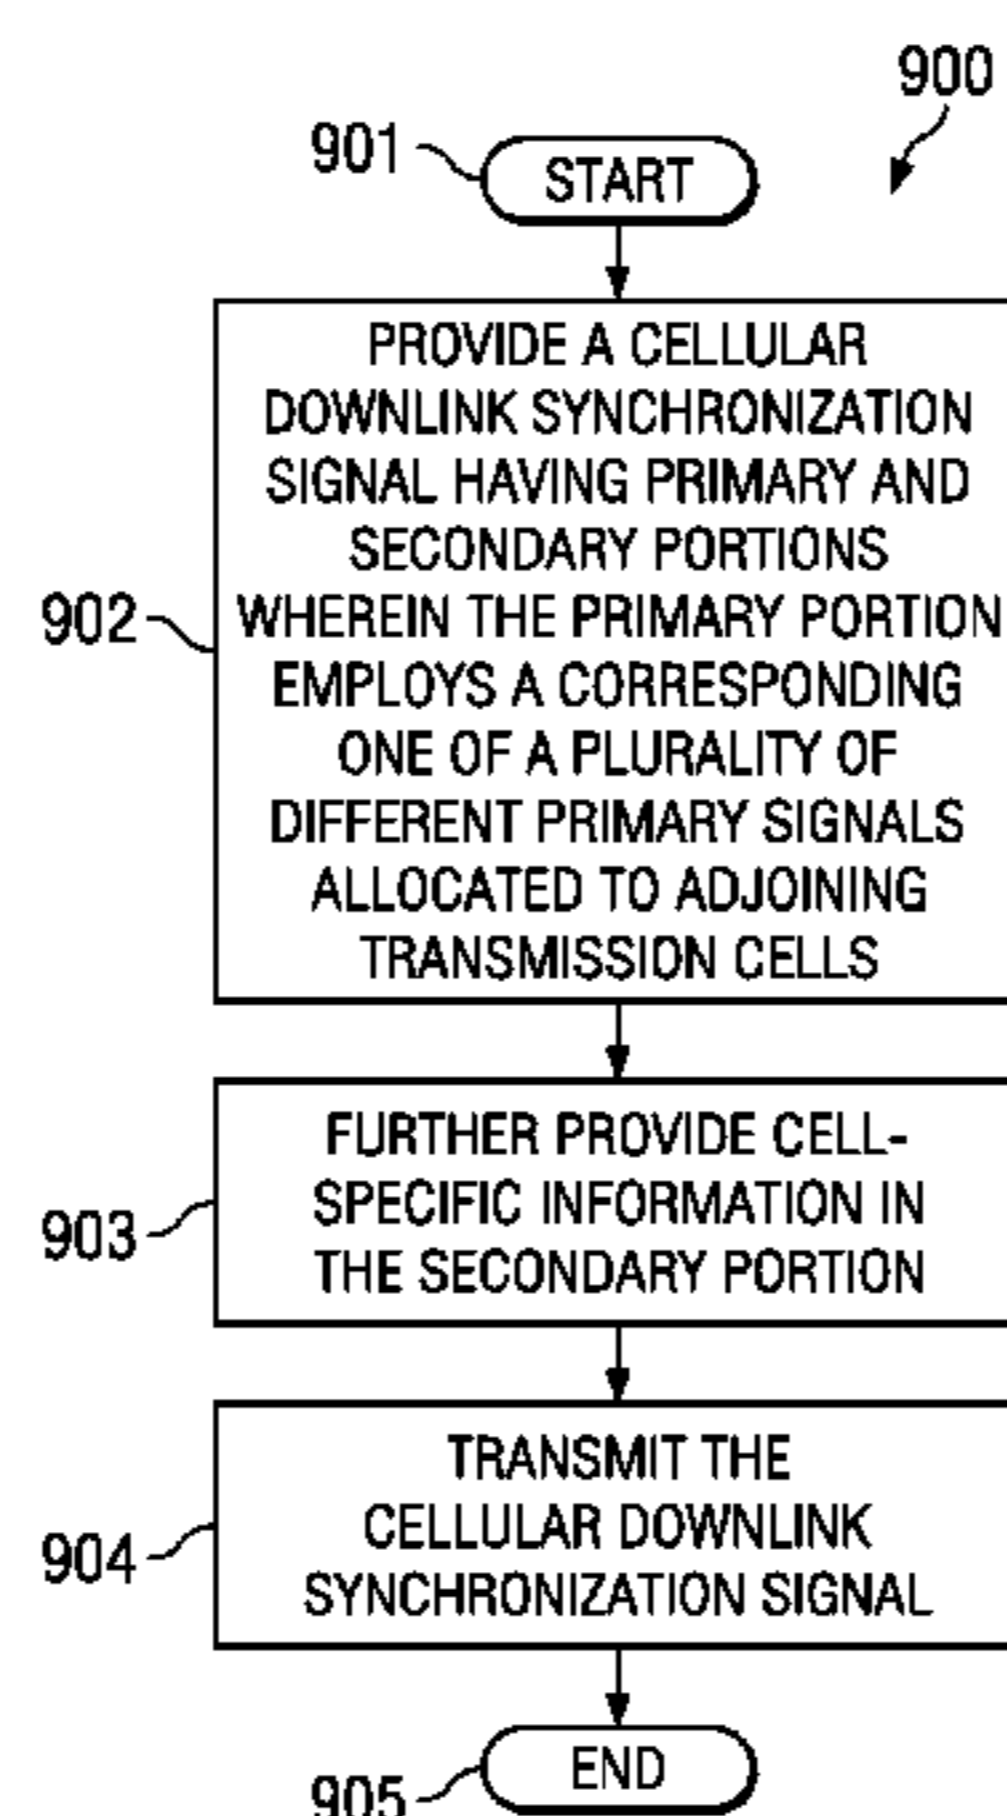 900
901
START
PROVIDE A CELLULAR
DOWNLINK SYNCHRONIZATION
SIGNAL HAVING PRIMARY AND
SECONDARY PORTIONS
WHEREIN THE PRIMARY PORTION
EMPLOYS A CORRESPONDING
ONE OF A PLURALITY OF
DIFFERENT PRIMARY SIGNALS
ALLOCATED TO ADJOINING
TRANSMISSION CELLS
902
FURTHER PROVIDE CELL-
SPECIFIC INFORMATION IN
THE SECONDARY PORTION
903
TRANSMIT THE
CELLULAR DOWNLINK
SYNCHRONIZATION SIGNAL
904
END
905